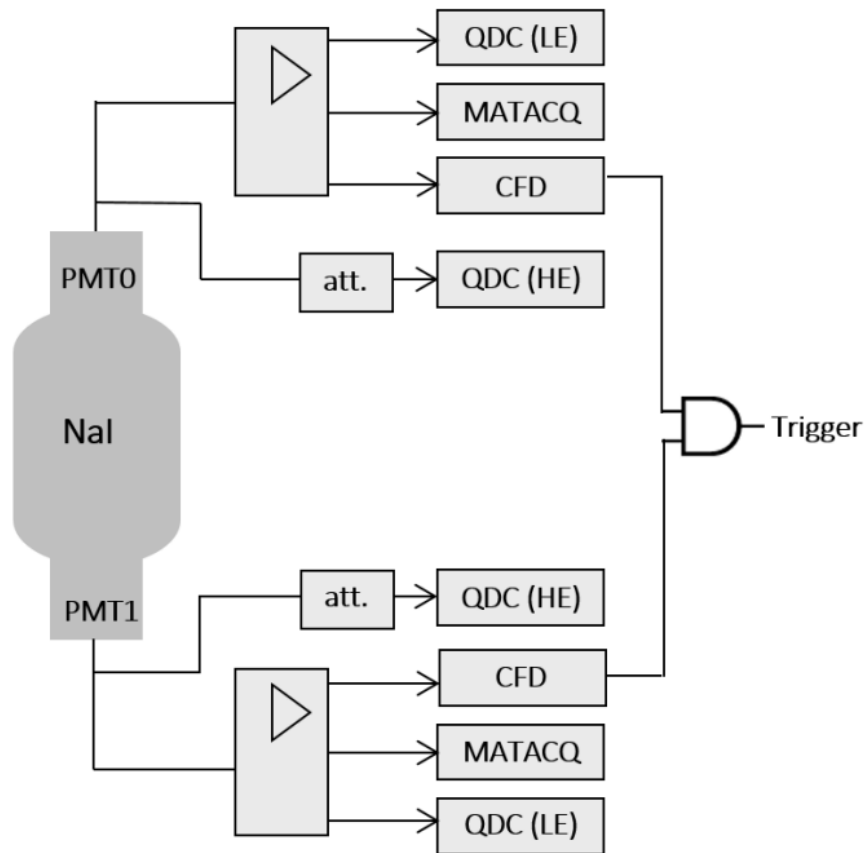 QDC (LE)
MATACQ
CFD
PMT0
att.
QDC (HE)
NaI
Trigger
PMT1
att.
QDC (HE)
CFD
MATACQ
QDC (LE)